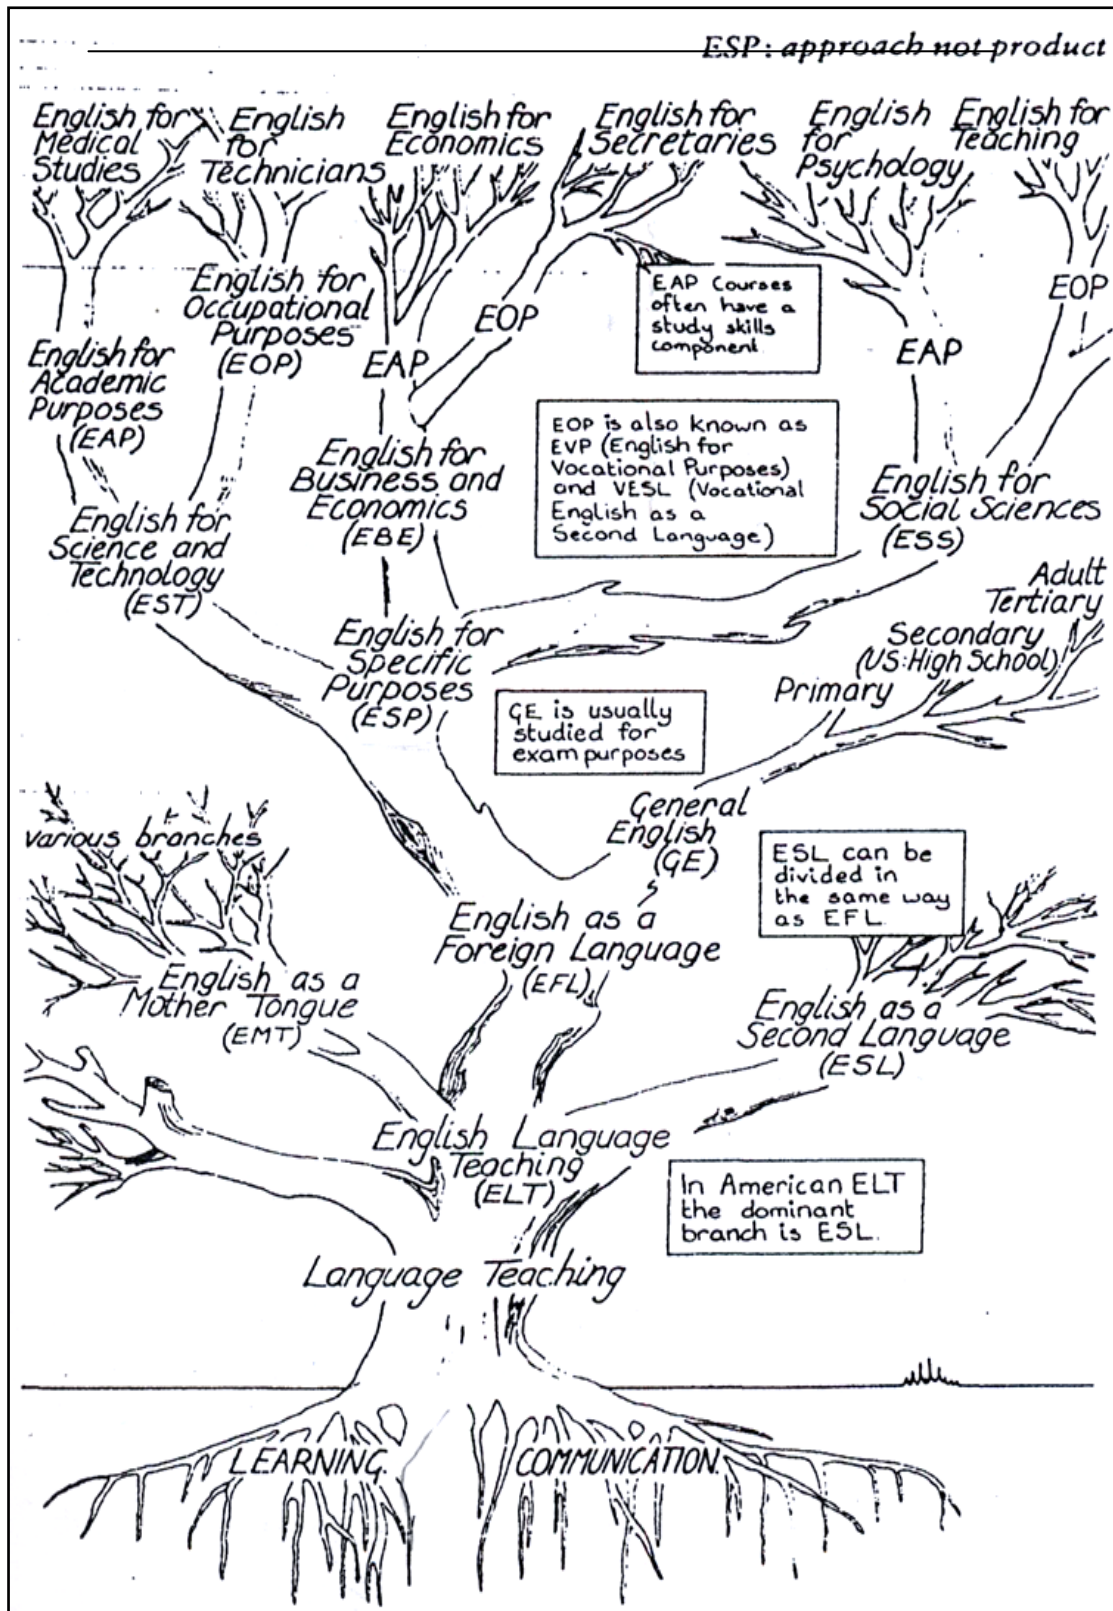 ESP: approach not product
English for
Medical
Studies
English
for
Technicians
English for
Economics
English for
Secretaries
English
for
Psychology
English for
Teaching
English for
Occupational
Purposes
(EOP)
EOP
EAP Courses
often have a
study skills
component
EOP
English for
Academic
Purposes
(EAP)
EAP
EAP
EOP is also known as
EVP (English for
Vocational Purposes)
and VESL (Vocational
English as a
Second Language)
English for
Business and
Economics
(EBE)
English for
Social Sciences
(ESS)
English for
Science and
Technology
(EST)
Adult
Tertiary
Secondary
(US: High School)
Primary
English for
Specific
Purposes
(ESP)
GE is usually
studied for
exam purposes
General
English
(GE)
various branches
ESL can be
divided in
the same way
as EFL.
English as a
Foreign Language
(EFL)
English as a
Mother Tongue
(EMT)
English as a
Second Language
(ESL)
English Language
Teaching
(ELT)
In American ELT
the dominant
branch is ESL.
Language Teaching
LEARNING
COMMUNICATION